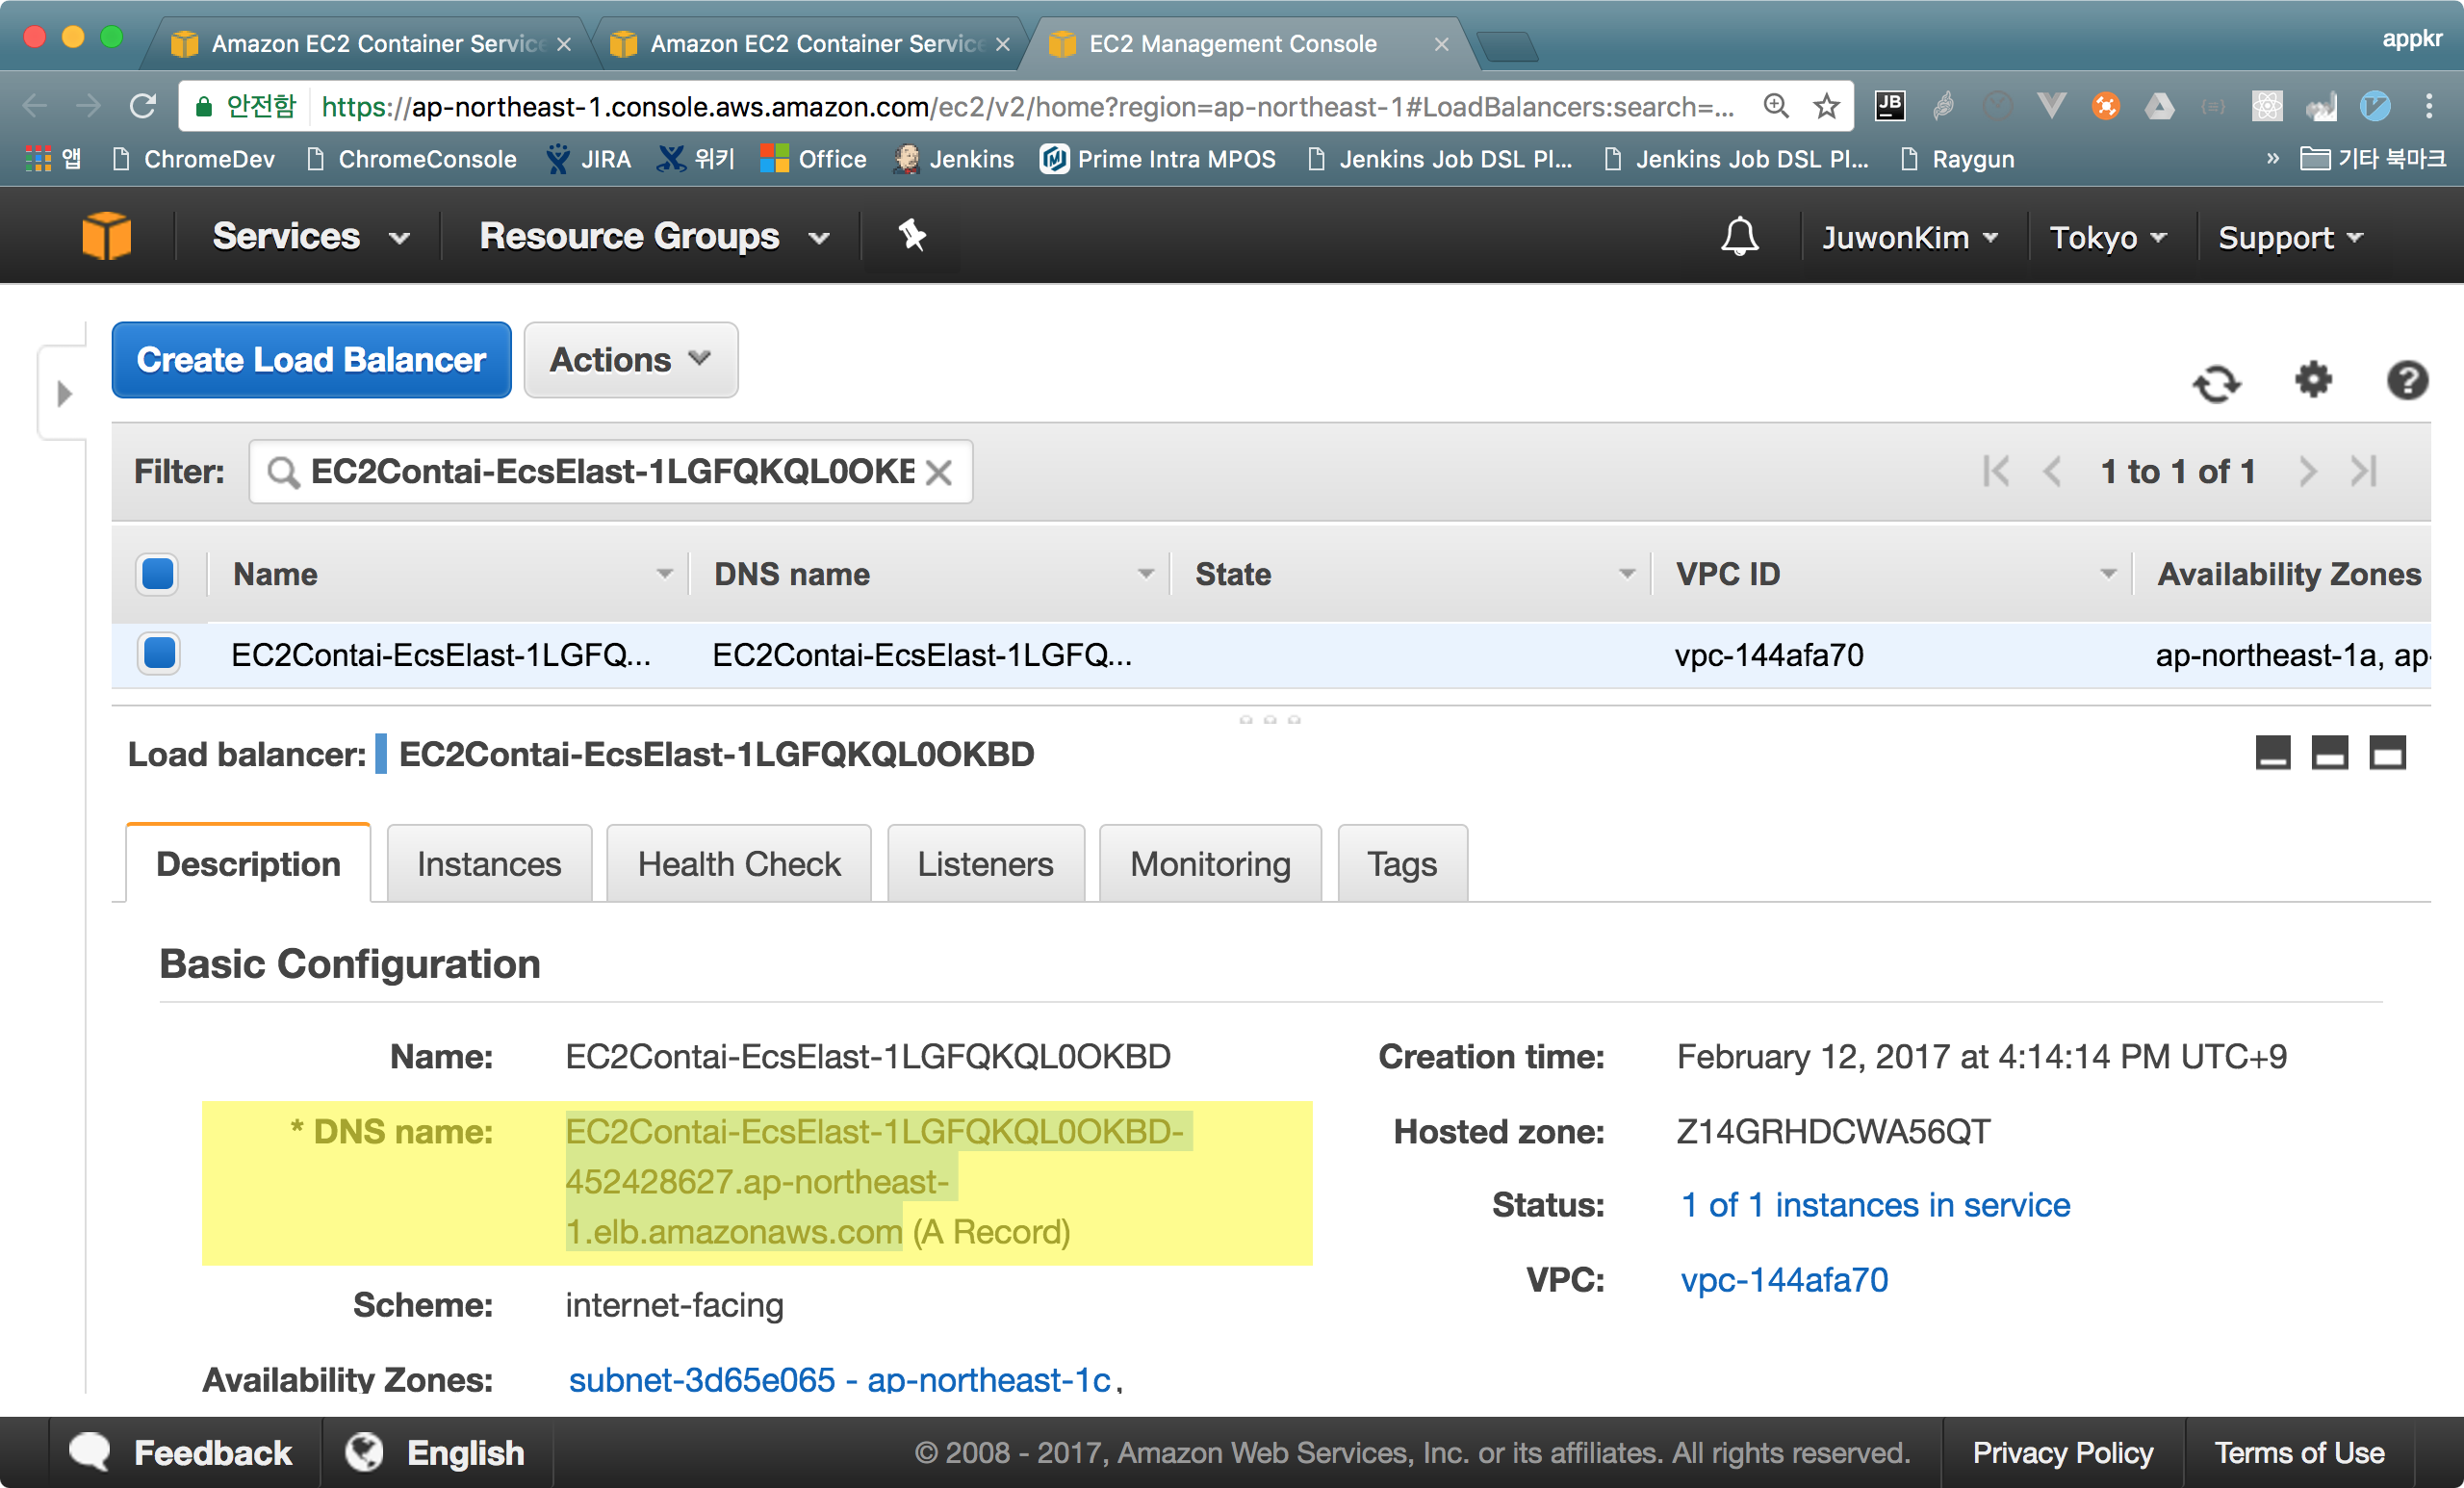 Amazon EC2 Container Service
Amazon EC2 Container Service
EC2 Management Console
appkr
안전함
https://ap-northeast-1.console.aws.amazon.com/ec2/v2/home?region=ap-northeast-1#LoadBalancers:search=...
JB
앱
ChromeDev
ChromeConsole
JIRA
위키
Office
Jenkins
Prime Intra MPOS
Jenkins Job DSL Pl...
Jenkins Job DSL Pl...
Raygun
»
기타 북마크
Services
Resource Groups
JuwonKim
Tokyo
Support
Create Load Balancer
Actions
Filter:
EC2Contai-EcsElast-1LGFQKQL0OKB
1 to 1 of 1
Name
DNS name
State
VPC ID
Availability Zones
EC2Contai-EcsElast-1LGFQ...
EC2Contai-EcsElast-1LGFQ...
vpc-144afa70
ap-northeast-1a, ap-
Load balancer: EC2Contai-EcsElast-1LGFQKQL0OKBD
Description
Instances
Health Check
Listeners
Monitoring
Tags
Basic Configuration
Name: EC2Contai-EcsElast-1LGFQKQL0OKBD
Creation time: February 12, 2017 at 4:14:14 PM UTC+9
* DNS name: EC2Contai-EcsElast-1LGFQKQL0OKBD-
452428627.ap-northeast-
1.elb.amazonaws.com (A Record)
Hosted zone: Z14GRHDCWA56QT
Status: 1 of 1 instances in service
VPC: vpc-144afa70
Scheme: internet-facing
Availability Zones: subnet-3d65e065 - ap-northeast-1c,
Feedback
English
© 2008 - 2017, Amazon Web Services, Inc. or its affiliates. All rights reserved.
Privacy Policy
Terms of Use